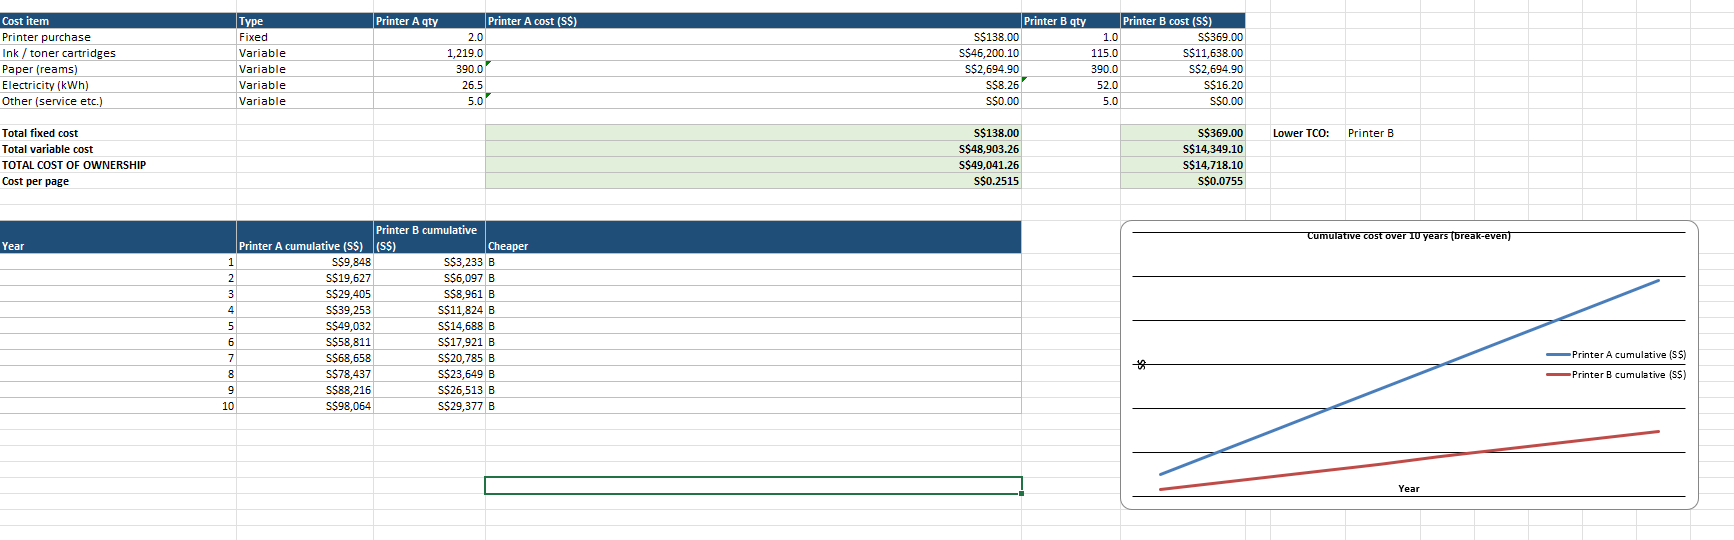 Cost item Type Printer A qty Printer A cost (S$) Printer B qty Printer B cost (S$)
Printer purchase Fixed 2.0 S$138.00 1.0 S$369.00
Ink / toner cartridges Variable 1,219.0 S$46,200.10 115.0 S$11,638.00
Paper (reams) Variable 390.0 S$2,694.90 390.0 S$2,694.90
Electricity (kWh) Variable 26.5 S$8.26 52.0 S$16.20
Other (service etc.) Variable 5.0 S$0.00 5.0 S$0.00
Total fixed cost S$138.00 S$369.00 Lower TCO: Printer B
Total variable cost S$48,903.26 S$14,349.10
TOTAL COST OF OWNERSHIP S$49,041.26 S$14,718.10
Cost per page S$0.2515 S$0.0755
Year Printer A cumulative (S$) Printer B cumulative (S$) Cheaper
1 S$9,848 S$3,233 B
2 S$19,627 S$6,097 B
3 S$29,405 S$8,961 B
4 S$39,253 S$11,824 B
5 S$49,032 S$14,688 B
6 S$58,811 S$17,921 B
7 S$68,658 S$20,785 B
8 S$78,437 S$23,649 B
9 S$88,216 S$26,513 B
10 S$98,064 S$29,377 B
Cumulative cost over 10 years (break-even)
S$
Printer A cumulative (S$)
Printer B cumulative (S$)
Year